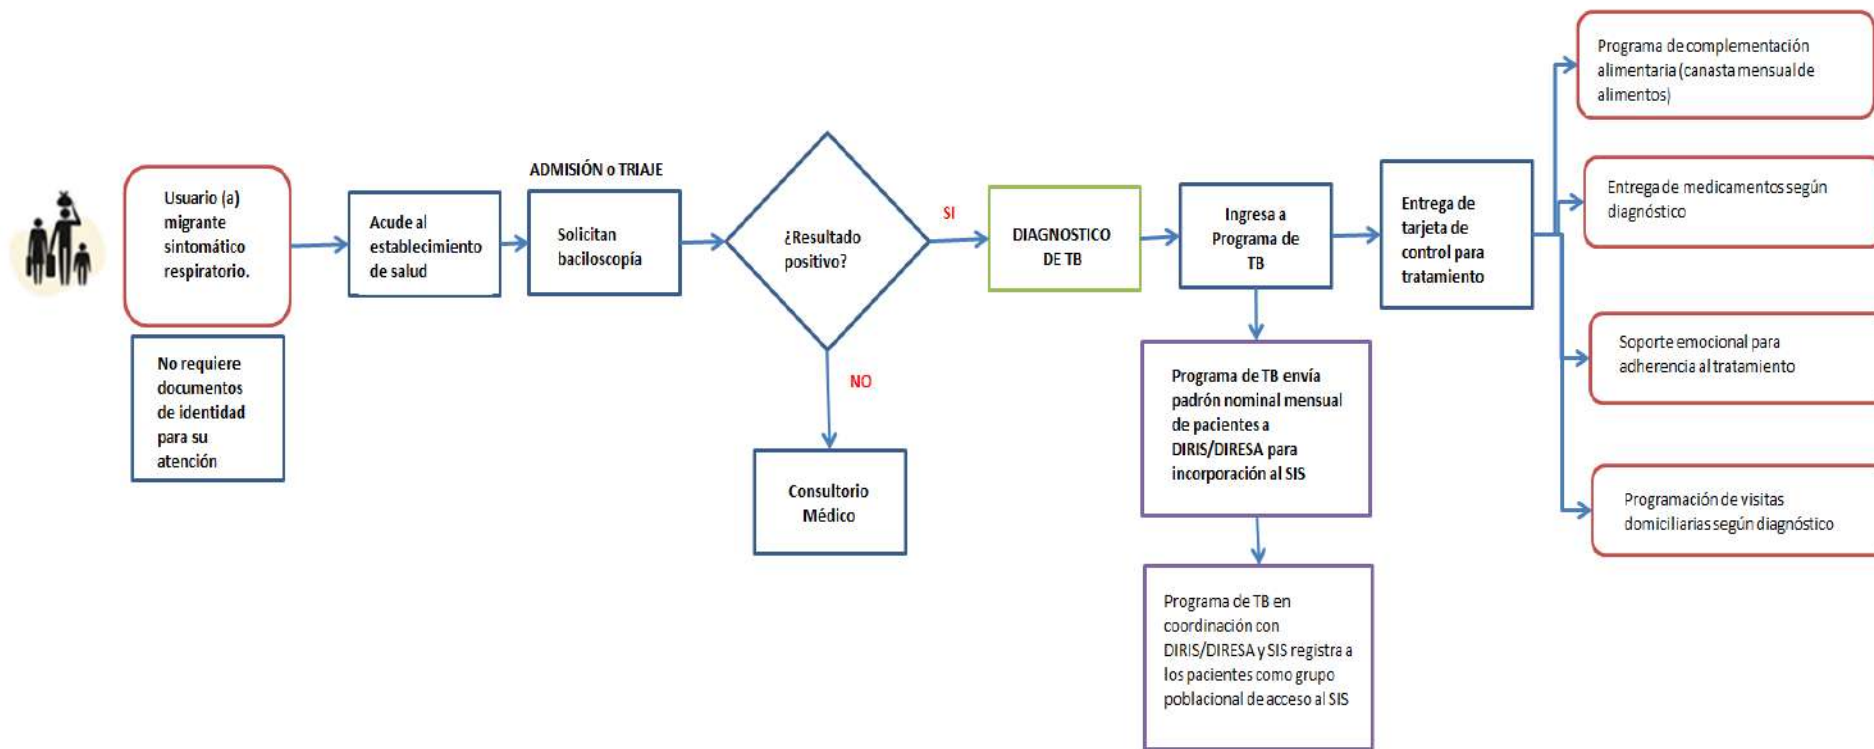 Usuario (a)
migrante
sintomático
respiratorio.
No requiere
documentos
de identidad
para su
atención
Acude al
establecimiento
de salud
ADMISIÓN o TRIAJE
Solicitan
baciloscopía
¿Resultado
positivo?
SI
NO
Consultorio
Médico
DIAGNOSTICO
DE TB
Ingresa a
Programa de
TB
Programa de TB envía
padrón nominal mensual
de pacientes a
DIRIS/DIRESA para
incorporación al SIS
Programa de TB en
coordinación con
DIRIS/DIRESA y SIS registra a
los pacientes como grupo
poblacional de acceso al SIS
Entrega de
tarjeta de
control para
tratamiento
Programa de complementación
alimentaria (canasta mensual de
alimentos)
Entrega de medicamentos según
diagnóstico
Soporte emocional para
adherencia al tratamiento
Programación de visitas
domiciliarias según diagnóstico